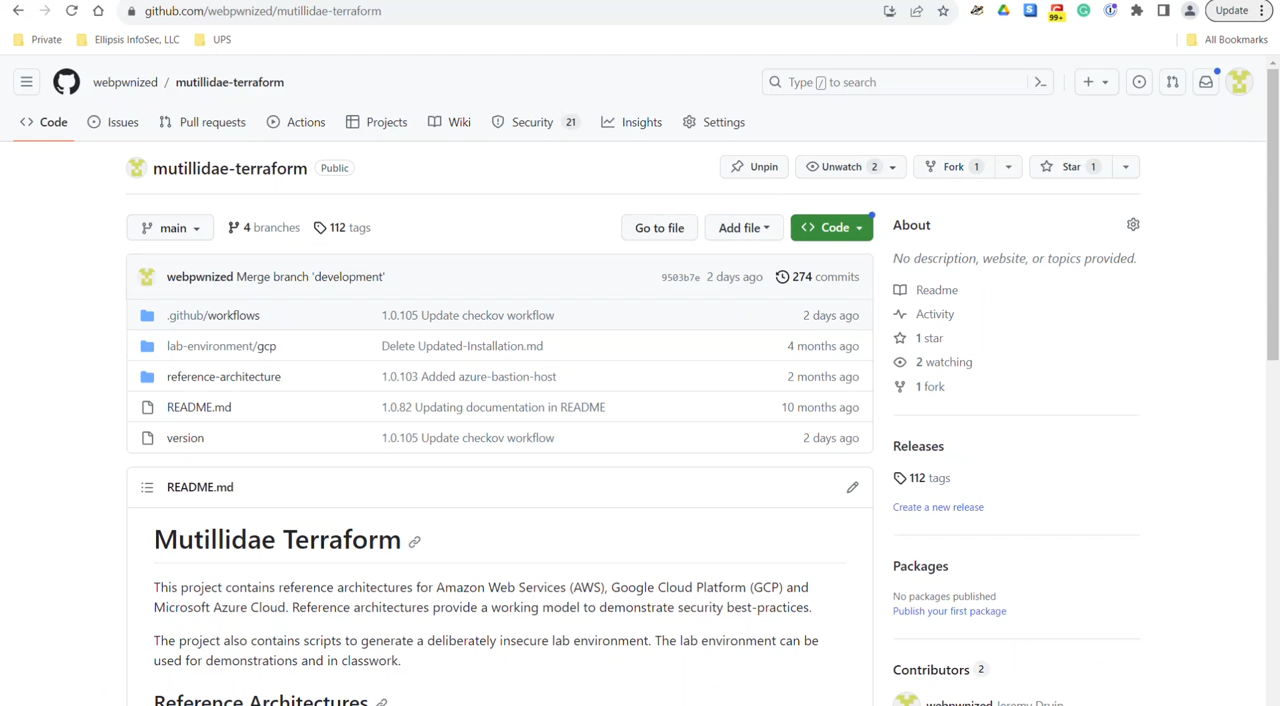 github.com/webpwnized/mutillidae-terraform
99+
Update
Private
Ellipsis InfoSec, LLC
UPS
All Bookmarks
webpwnized / mutillidae-terraform
Type / to search
Code
Issues
Pull requests
Actions
Projects
Wiki
Security 21
Insights
Settings
mutillidae-terraform Public
Unpin
Unwatch 2
Fork 1
Star 1
main
4 branches
112 tags
Go to file
Add file
Code
webpwnized Merge branch 'development' 9503b7e 2 days ago 274 commits
.github/workflows 1.0.105 Update checkov workflow 2 days ago
lab-environment/gcp Delete Updated-Installation.md 4 months ago
reference-architecture 1.0.103 Added azure-bastion-host 2 months ago
README.md 1.0.82 Updating documentation in README 10 months ago
version 1.0.105 Update checkov workflow 2 days ago
README.md
Mutillidae Terraform
This project contains reference architectures for Amazon Web Services (AWS), Google Cloud Platform (GCP) and
Microsoft Azure Cloud. Reference architectures provide a working model to demonstrate security best-practices.
The project also contains scripts to generate a deliberately insecure lab environment. The lab environment can be
used for demonstrations and in classwork.
Reference Architectures
About
No description, website, or topics provided.
Readme
Activity
1 star
2 watching
1 fork
Releases
112 tags
Create a new release
Packages
No packages published
Publish your first package
Contributors 2
webpwnized Jeremy Druin